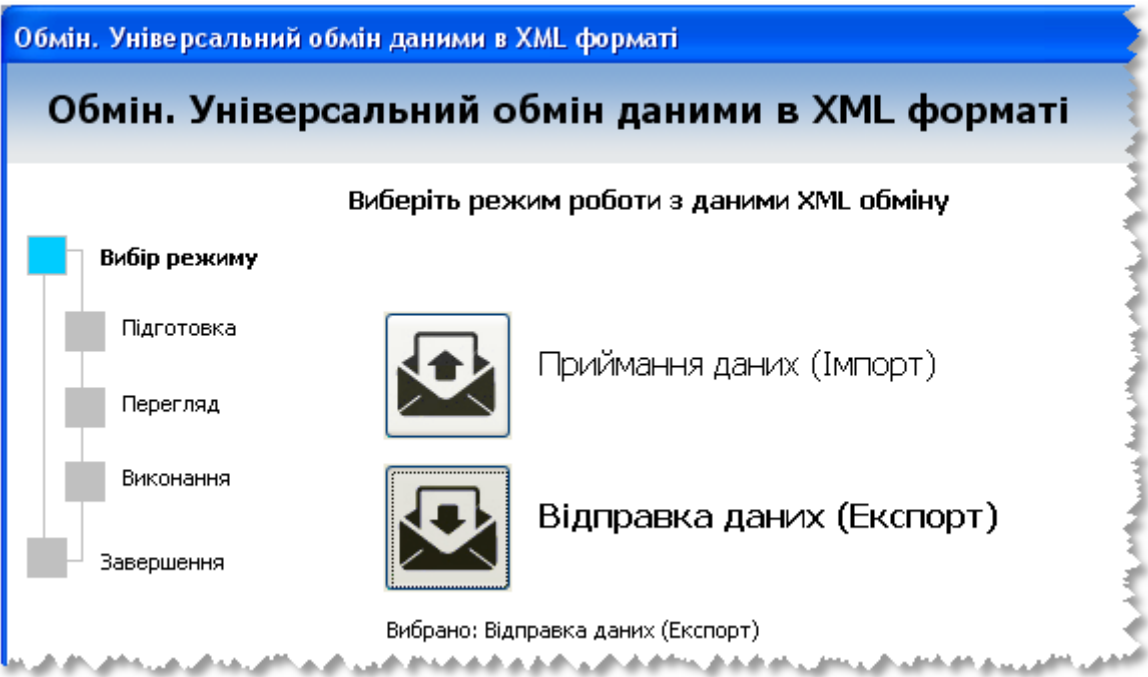 Обмін. Універсальний обмін даними в XML форматі
Обмін. Універсальний обмін даними в XML форматі
Виберіть режим роботи з даними XML обміну
Вибір режиму
Підготовка
Перегляд
Виконання
Завершення
Приймання даних (Імпорт)
Відправка даних (Експорт)
Вибрано: Відправка даних (Експорт)